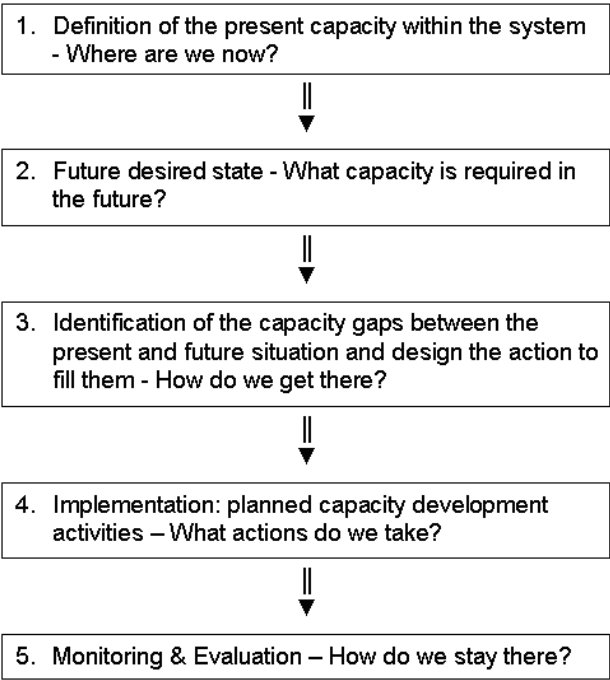 1. Definition of the present capacity within the system
- Where are we now?
2. Future desired state - What capacity is required in
the future?
3. Identification of the capacity gaps between the
present and future situation and design the action to
fill them - How do we get there?
4. Implementation: planned capacity development
activities – What actions do we take?
5. Monitoring & Evaluation – How do we stay there?